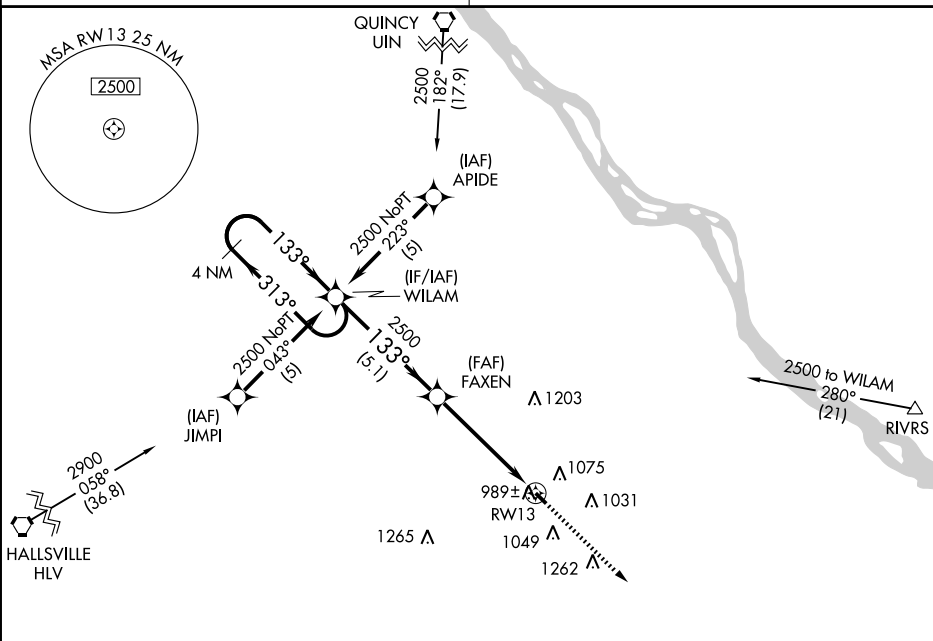 MSA RW13 25 NM
2500
QUINCY
UIN
2500
182°
(17.9)
(IAF)
APIDE
2500 NoPT
223°
(5)
133°
4 NM
313°
(IF/IAF)
WILAM
2500 NoPT
043°
(5)
2500
133°
(5.1)
(FAF)
FAXEN
(IAF)
JIMPI
1203
2500 to WILAM
280°
(21)
RIVRS
2900
058°
(36.8)
HALLSVILLE
HLV
1075
989±
RW13
1031
1265
1049
1262